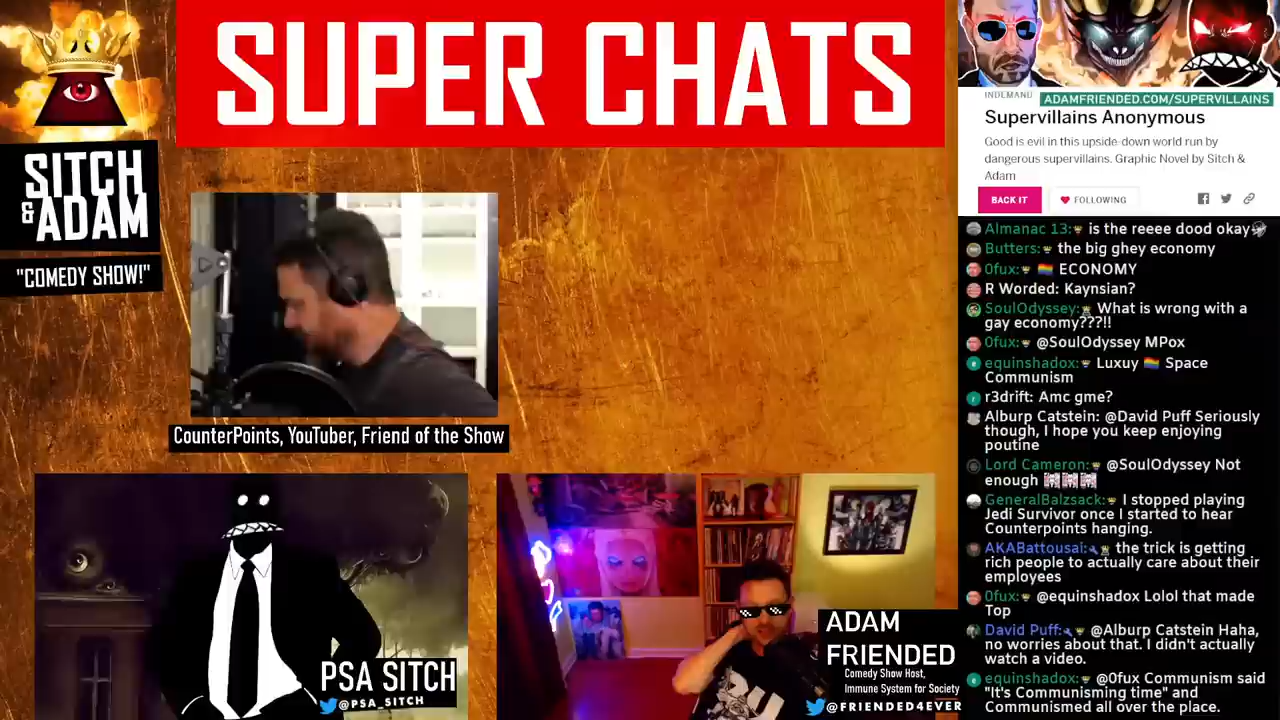 SUPER CHATS
SITCH
& ADAM
"COMEDY SHOW!"
CounterPoints, YouTuber, Friend of the Show
PSA SITCH
@PSA_SITCH
ADAM
FRIENDED
Comedy Show Host,
Immune System for Society
@FRIENDED4EVER
INDEMAND
ADAMFRIENDED.COM/SUPERVILLAINS
Supervillains Anonymous
Good is evil in this upside-down world run by
dangerous supervillains. Graphic Novel by Sitch &
Adam
BACK IT
FOLLOWING
Almanac 13: is the reeee dood okay
Butters: the big ghey economy
0fux: 🏳️‍🌈 ECONOMY
R Worded: Kaynsian?
SoulOdyssey: What is wrong with a
gay economy???!!
0fux: @SoulOdyssey MPox
equinshadox: Luxuy 🏳️‍🌈 Space
Communism
r3drift: Amc gme?
Alburp Catstein: @David Puff Seriously
though, I hope you keep enjoying
poutine
Lord Cameron: @SoulOdyssey Not
enough
GeneralBalzsack: I stopped playing
Jedi Survivor once I started to hear
Counterpoints hanging.
AKABattousai: the trick is getting
rich people to actually care about their
employees
0fux: @equinshadox Lolol that made
Top
David Puff: @Alburp Catstein Haha,
no worries about that. I didn't actually
watch a video.
equinshadox: @0fux Communism said
"It's Communisming time" and
Communismed all over the place.